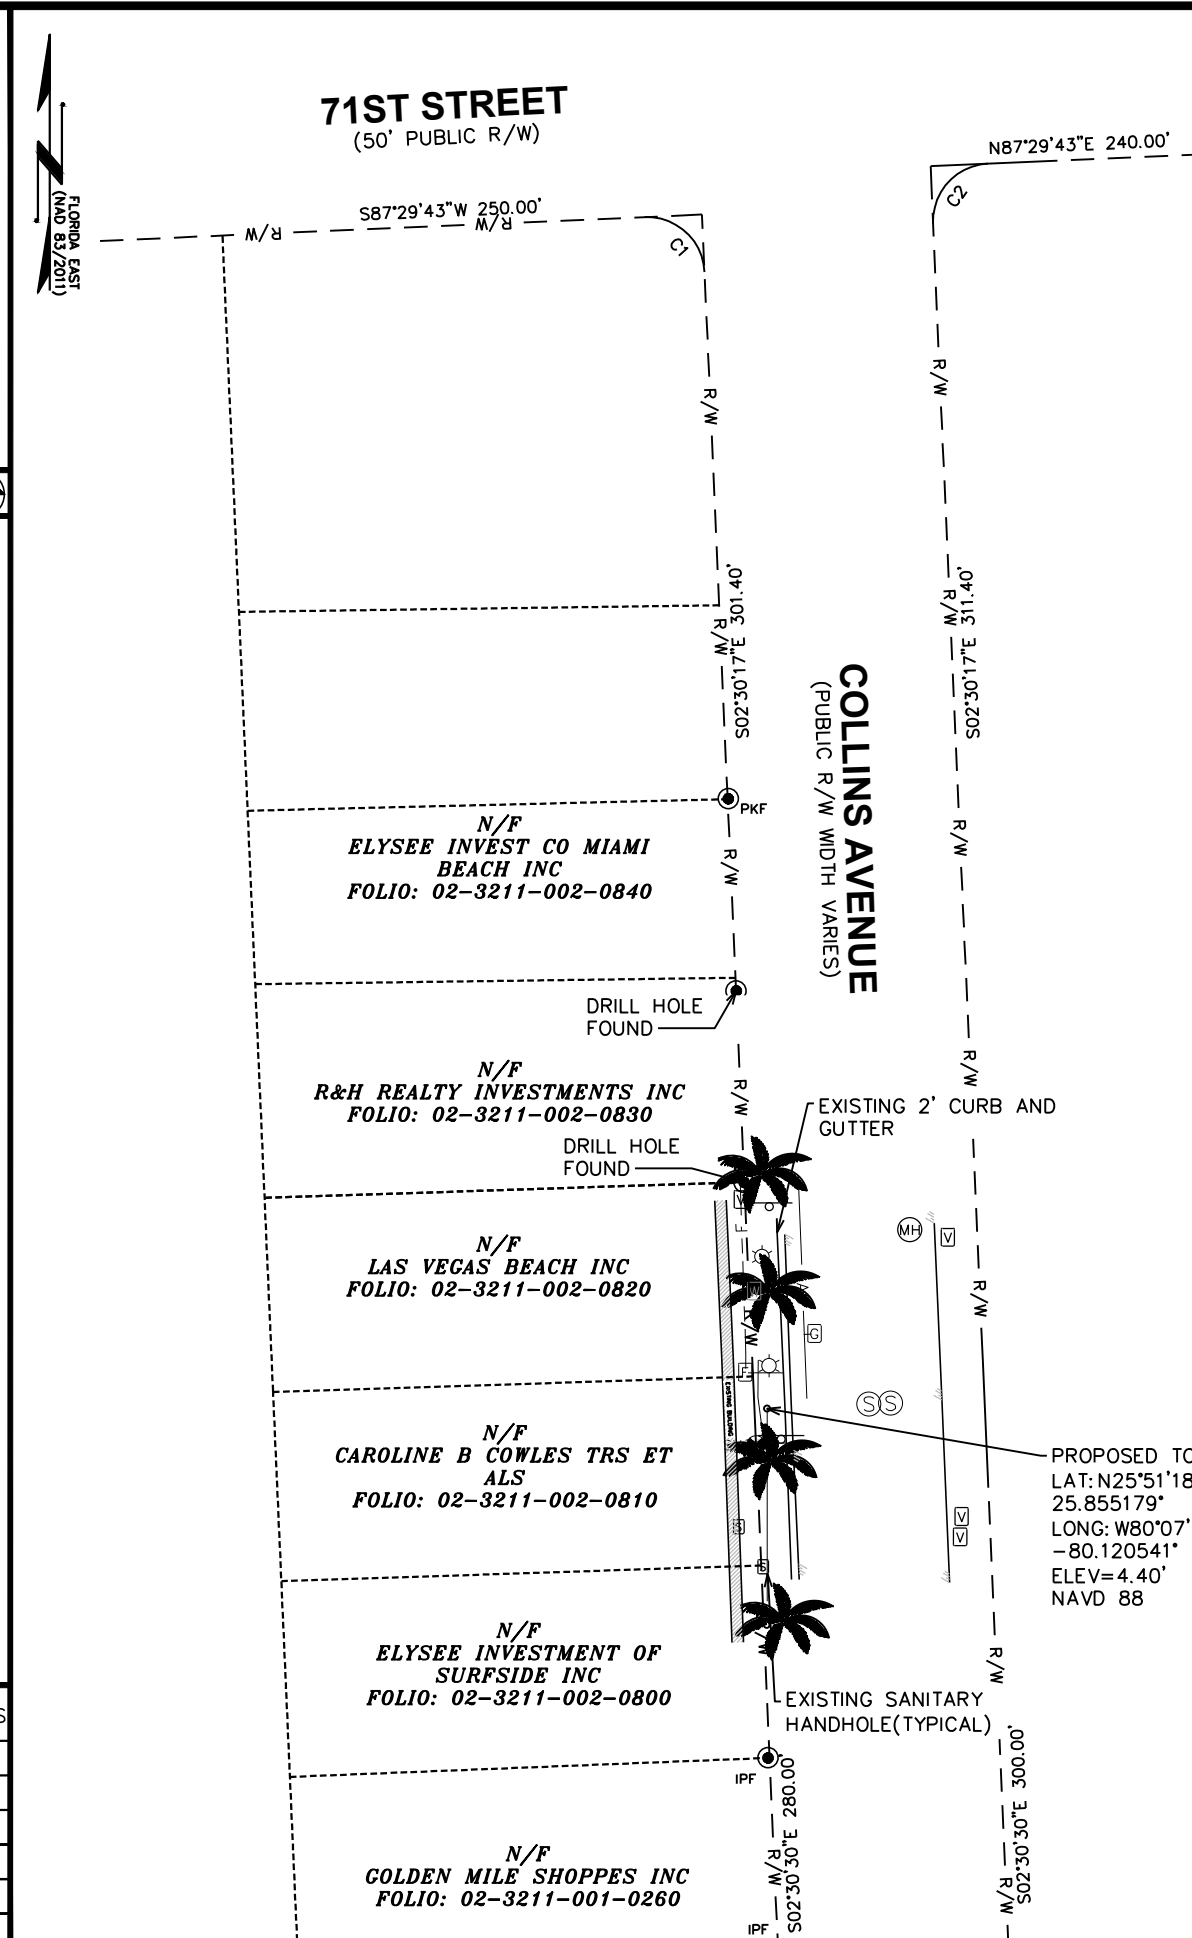 71ST STREET
(50' PUBLIC R/W)
N87°29'43"E 240.00'
S87°29'43"W 250.00'
R/W
R/W
C1
C2
FLORIDA EAST
(NAD 83/2011)
R/W
R/W
S02°30'17"E 301.40'
R/W
S02°30'17"E 311.40'
R/W
COLLINS AVENUE
(PUBLIC R/W WIDTH VARIES)
PKF
N/F
ELYSEE INVEST CO MIAMI
BEACH INC
FOLIO: 02-3211-002-0840
R/W
R/W
DRILL HOLE
FOUND
N/F
R&H REALTY INVESTMENTS INC
FOLIO: 02-3211-002-0830
R/W
R/W
EXISTING 2' CURB AND
GUTTER
DRILL HOLE
FOUND
V
F
MH
V
N/F
LAS VEGAS BEACH INC
FOLIO: 02-3211-002-0820
R/W
R/W
G
F
EXISTING BUILDING
S
S
N/F
CAROLINE B COWLES TRS ET
ALS
FOLIO: 02-3211-002-0810
PROPOSED TO
LAT: N25°51'18
25.855179°
LONG: W80°07'
-80.120541°
ELEV=4.40'
NAVD 88
S
V
V
S
N/F
ELYSEE INVESTMENT OF
SURFSIDE INC
FOLIO: 02-3211-002-0800
R/W
EXISTING SANITARY
HANDHOLE(TYPICAL)
IPF
S02°30'30"E 280.00'
R/W
S02°30'30"E 300.00'
R/W
N/F
GOLDEN MILE SHOPPES INC
FOLIO: 02-3211-001-0260
IPF
S